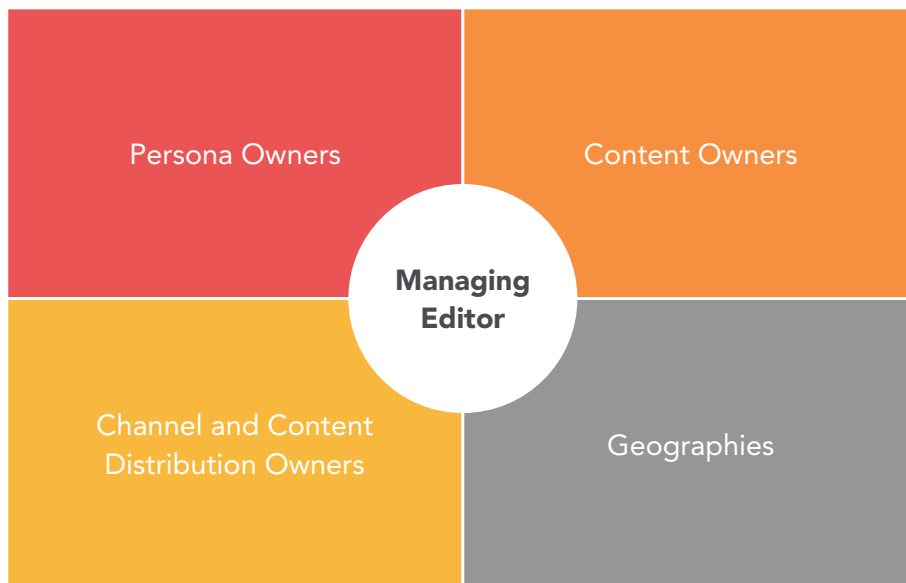 Persona Owners
Content Owners
Managing
Editor
Channel and Content
Distribution Owners
Geographies